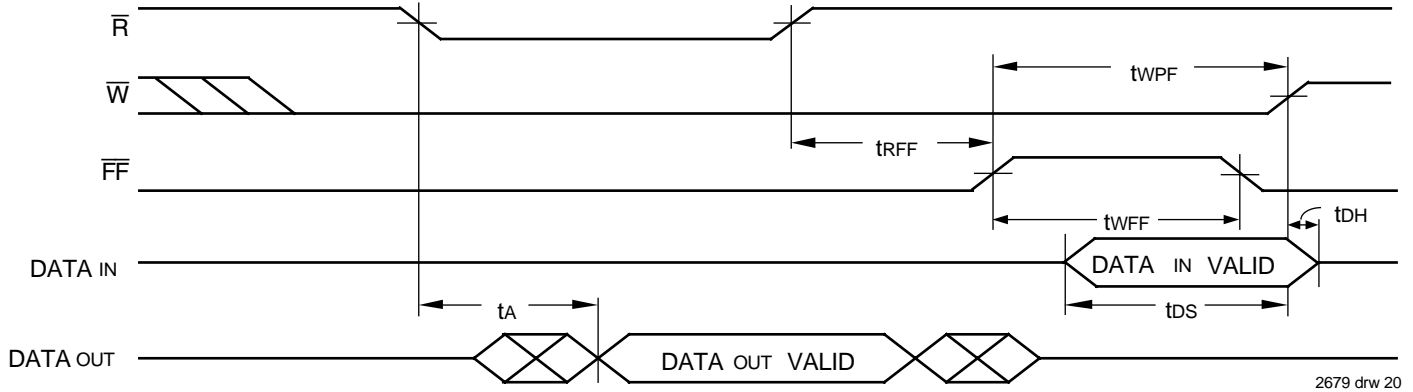 R
tWPF
W
tRFF
FF
tWFF
tDH
DATA IN
DATA IN VALID
tA
tDS
DATA OUT
DATA OUT VALID
2679 drw 20